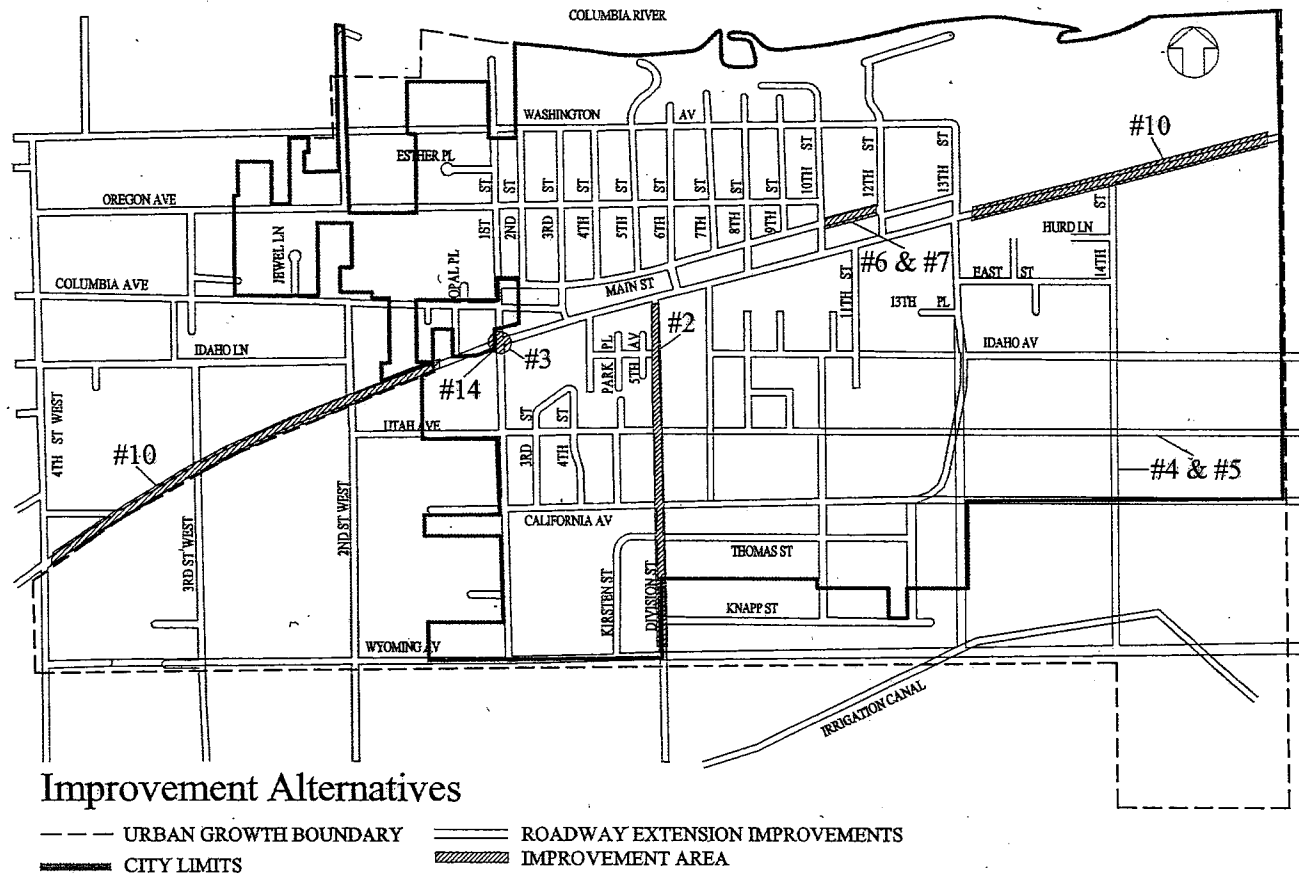 COLUMBIA RIVER
WASHINGTON AV
#10
ESTHER PL
ST
ST
ST
ST
ST
ST
ST
ST
ST
10TH ST
12TH ST
13TH ST
OREGON AVE
1ST
2ND
3RD
4TH
5TH
6TH
7TH
8TH
9TH
14TH ST
HURD LN
JEWEL LN
OPAL PL
#6 & #7
EAST ST
COLUMBIA AVE
MAIN ST
11TH ST
13TH PL
#2
IDAHO LN
#3
PARK PL
5TH AV
IDAHO AV
#14
4TH ST WEST
UTAH AVE
3RD ST
4TH ST
#10
#4 & #5
2ND ST WEST
CALIFORNIA AV
3RD ST WEST
THOMAS ST
KIRSTEN ST
DIVISION ST
KNAPP ST
WYOMING AV
IRRIGATION CANAL
Improvement Alternatives
URBAN GROWTH BOUNDARY
ROADWAY EXTENSION IMPROVEMENTS
CITY LIMITS
IMPROVEMENT AREA